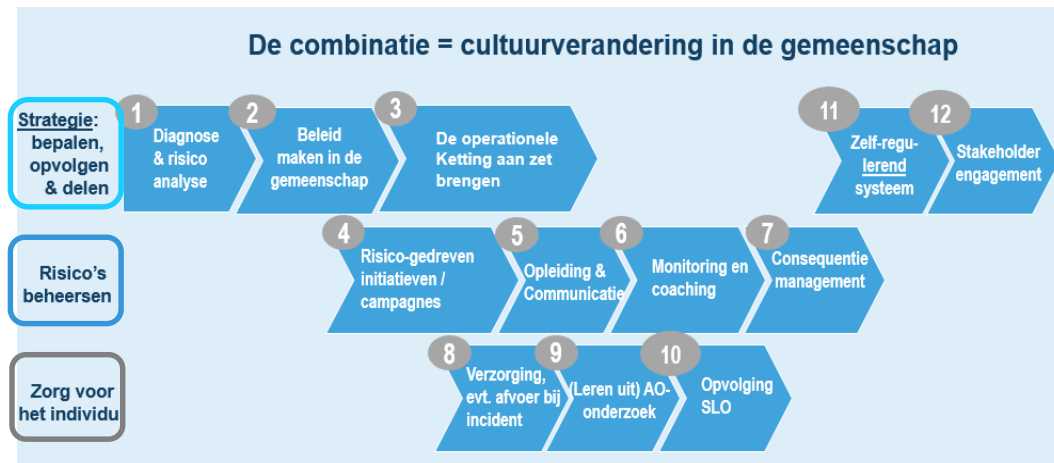 De combinatie = cultuurverandering in de gemeenschap
Strategie:
bepalen,
opvolgen
& delen
1
Diagnose
& risico
analyse
2
Beleid
maken in de
gemeenschap
3
De operationele
Ketting aan zet
brengen
11
Zelf-regu-
lerend
systeem
12
Stakeholder
engagement
Risico's
beheersen
4
Risico-gedreven
initiatieven /
campagnes
5
Opleiding &
Communicatie
6
Monitoring en
coaching
7
Consequentie
management
Zorg voor
het individu
8
Verzorging,
evt. afvoer bij
incident
9
(Leren uit) AO-
onderzoek
10
Opvolging
SLO